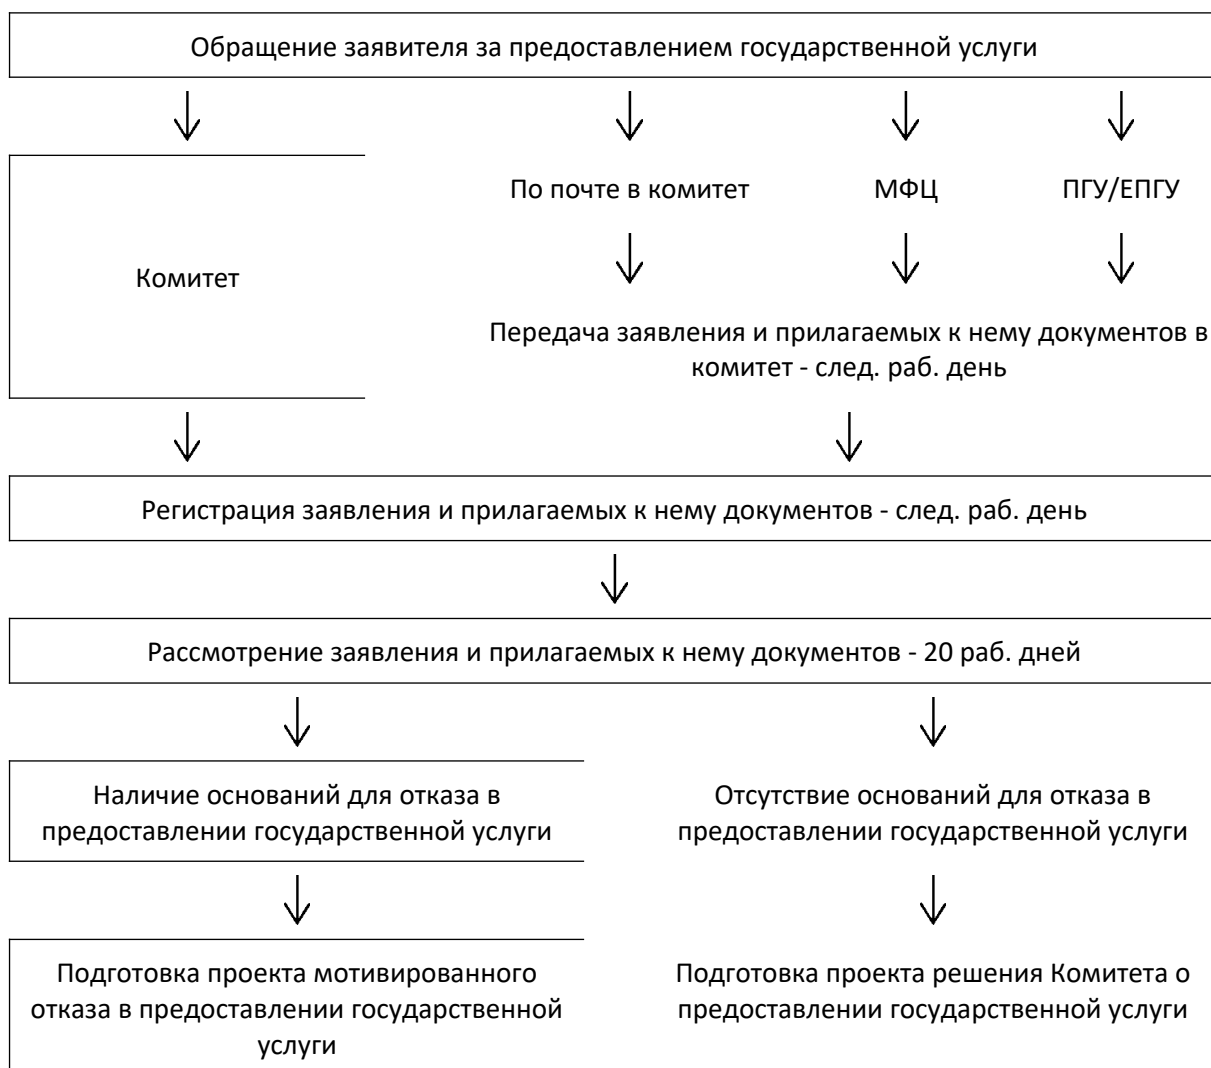 Обращение заявителя за предоставлением государственной услуги
По почте в комитет
МФЦ
ПГУ/ЕПГУ
Комитет
Передача заявления и прилагаемых к нему документов в
комитет - след. раб. день
Регистрация заявления и прилагаемых к нему документов - след. раб. день
Рассмотрение заявления и прилагаемых к нему документов - 20 раб. дней
Наличие оснований для отказа в
предоставлении государственной услуги
Отсутствие оснований для отказа в
предоставлении государственной услуги
Подготовка проекта мотивированного
отказа в предоставлении государственной
услуги
Подготовка проекта решения Комитета о
предоставлении государственной услуги